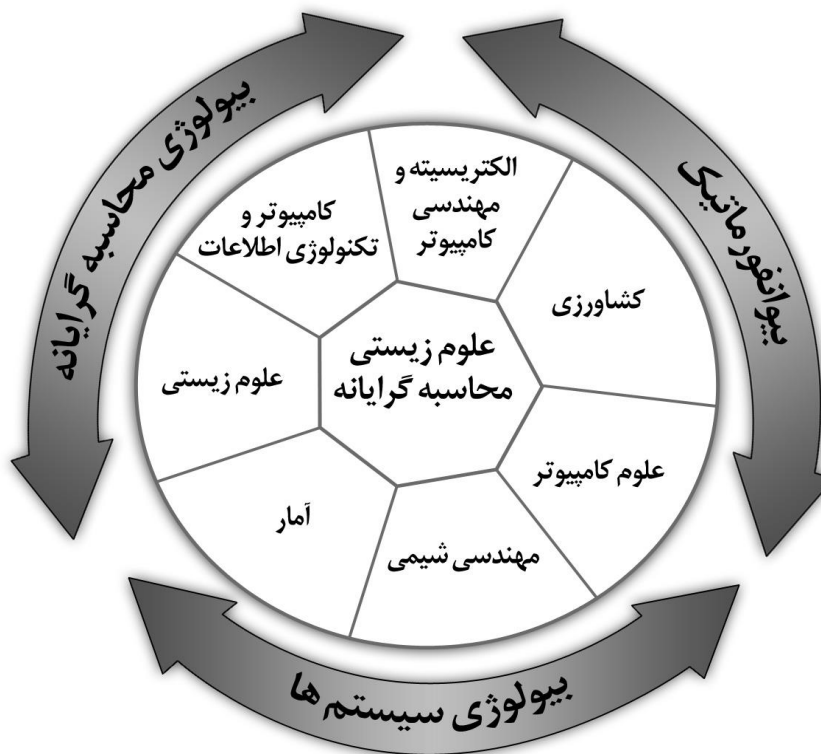 بیولوژی محاسبه گرایانه
بیوانفورماتیک
الکتریسیته و
مهندسی
کامپیوتر
کامپیوتر و
تکنولوژی اطلاعات
کشاورزی
علوم زیستی
محاسبه گرایانه
علوم زیستی
علوم کامپیوتر
آمار
مهندسی شیمی
بیولوژی سیستم ها